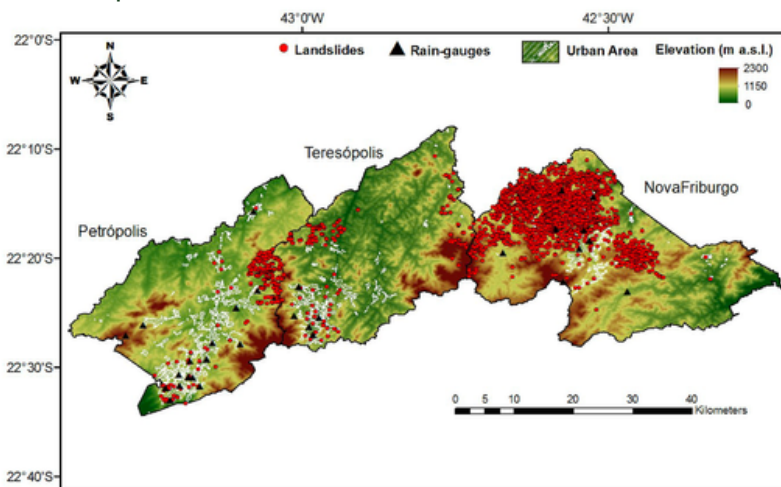 43°0'W 42°30'W
22°0'S
N
W E
S
Landslides Rain-gauges Urban Area Elevation (m a.s.l.)
2300
1150
0
22°10'S
Teresópolis
NovaFriburgo
Petrópolis
22°20'S
22°30'S
0 5 10 20 30 40
Kilometers
22°40'S